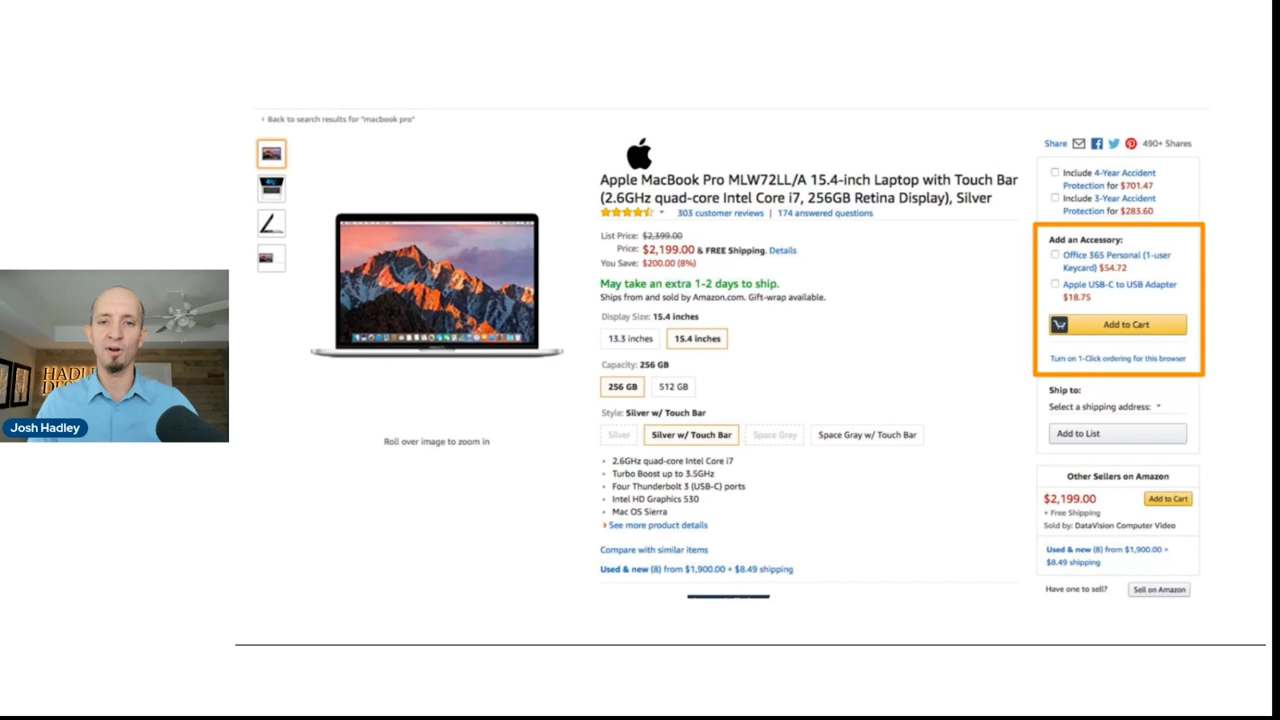 ‹ Back to search results for "macbook pro"
Apple MacBook Pro MLW72LL/A 15.4-inch Laptop with Touch Bar
(2.6GHz quad-core Intel Core i7, 256GB Retina Display), Silver
303 customer reviews | 174 answered questions
List Price: $2,399.00
Price: $2,199.00 & FREE Shipping. Details
You Save: $200.00 (8%)
May take an extra 1-2 days to ship.
Ships from and sold by Amazon.com. Gift-wrap available.
Display Size: 15.4 inches
13.3 inches
15.4 inches
Capacity: 256 GB
256 GB
512 GB
Style: Silver w/ Touch Bar
Silver
Silver w/ Touch Bar
Space Gray
Space Gray w/ Touch Bar
• 2.6GHz quad-core Intel Core i7
• Turbo Boost up to 3.5GHz
• Four Thunderbolt 3 (USB-C) ports
• Intel HD Graphics 530
• Mac OS Sierra
› See more product details
Compare with similar items
Used & new (8) from $1,900.00 + $8.49 shipping
Roll over image to zoom in
Share
490+ Shares
Include 4-Year Accident
Protection for $701.47
Include 3-Year Accident
Protection for $283.60
Add an Accessory:
Office 365 Personal (1-user
Keycard) $54.72
Apple USB-C to USB Adapter
$18.75
Add to Cart
Turn on 1-Click ordering for this browser
Ship to:
Select a shipping address:
Add to List
Other Sellers on Amazon
$2,199.00
Add to Cart
+ Free Shipping
Sold by: DataVision Computer Video
Used & new (8) from $1,900.00 +
$8.49 shipping
Have one to sell?
Sell on Amazon
Josh Hadley